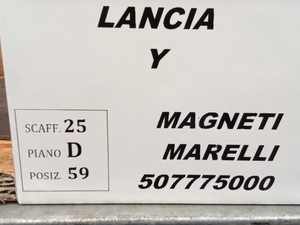 LANCIA
Y
SCAFF. 25
PIANO D
POSIZ. 59
MAGNETI
MARELLI
507775000